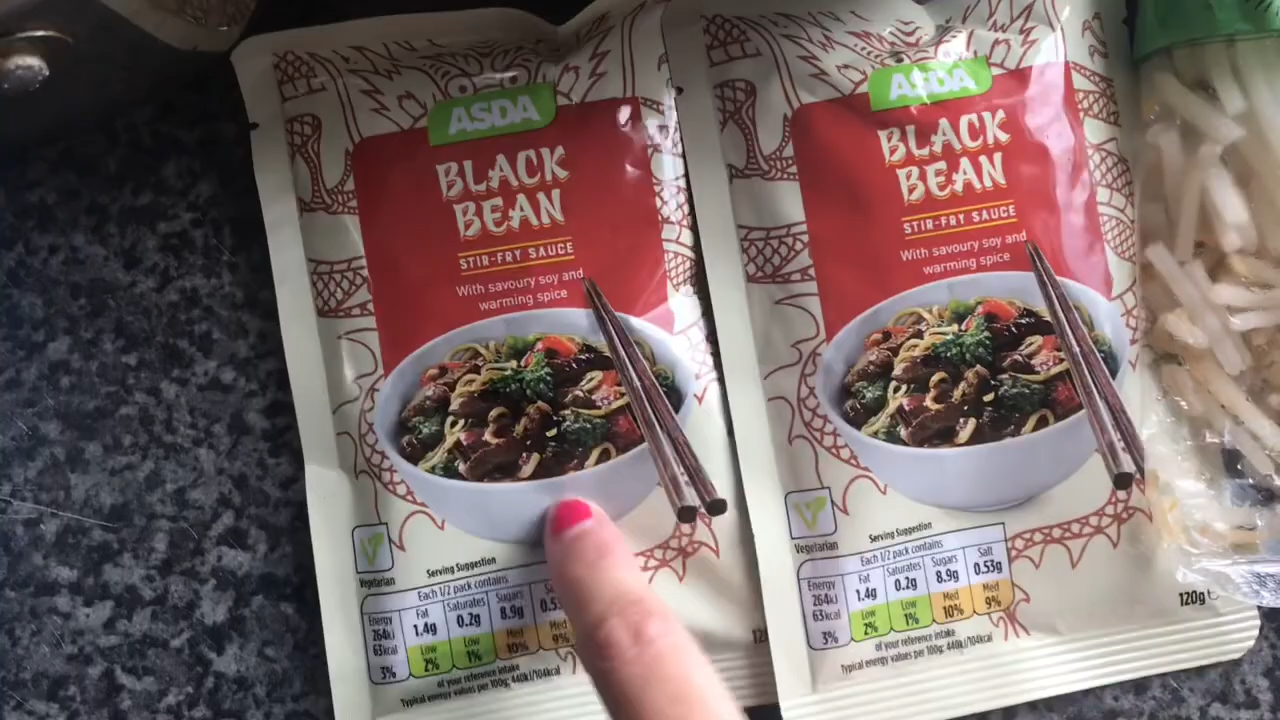 ASDA
BLACK
BEAN
STIR-FRY SAUCE
With savoury soy and
warming spice
Vegetarian
Serving Suggestion
Each 1/2 pack contains
Energy
264kJ
63kcal
3%
Fat
1.4g
Low
2%
Saturates
0.2g
Low
1%
Sugars
8.9g
Med
10%
Med
9%
of your reference intake
Typical energy values per 100g: 440kJ/104kcal
ASDA
BLACK
BEAN
STIR-FRY SAUCE
With savoury soy and
warming spice
Vegetarian
Serving Suggestion
Each 1/2 pack contains
Energy
264kJ
63kcal
3%
Fat
1.4g
Low
2%
Saturates
0.2g
Low
1%
Sugars
8.9g
Med
10%
Salt
0.53g
Med
9%
of your reference intake
Typical energy values per 100g: 440kJ/104kcal
120g e